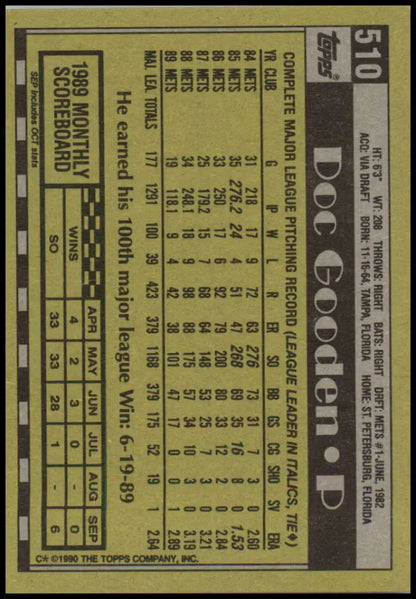 510
topps®
Doc Gooden • P
HT: 6'3" WT: 208 THROWS: RIGHT BATS: RIGHT DRFT: METS #1-JUNE, 1982
ACQ: VIA DRAFT BORN: 11-16-64, TAMPA, FLORIDA HOME: ST. PETERSBURG, FLORIDA
COMPLETE MAJOR LEAGUE PITCHING RECORD (LEAGUE LEADER IN ITALICS, TIE♦)
YR CLUB G IP W L R ER SO BB GS CG SHO SV ERA
84 METS 31 218 17 9 72 63 276 73 31 7 3 0 2.60
85 METS 35 276.2 24 4 51 47 268 69 35 16 8 0 1.53
86 METS 33 250 17 6 92 79 200 80 33 12 2 0 2.84
87 METS 25 179.2 15 7 68 64 148 53 25 7 3 0 3.21
88 METS 34 248.1 18 9 98 88 175 57 34 10 3 0 3.19
89 METS 19 118.1 9 4 42 38 101 47 17 0 0 1 2.89
MAJ. LEA. TOTALS 177 1291 100 39 423 379 1168 379 175 52 19 1 2.64
He earned his 100th major league Win: 6-19-89
1989 MONTHLY SCOREBOARD
APR MAY JUN JUL AUG SEP
WINS 4 2 3 0 - 0
SO 33 33 28 1 - 6
SEP includes OCT stats
C* ©1990 THE TOPPS COMPANY, INC.